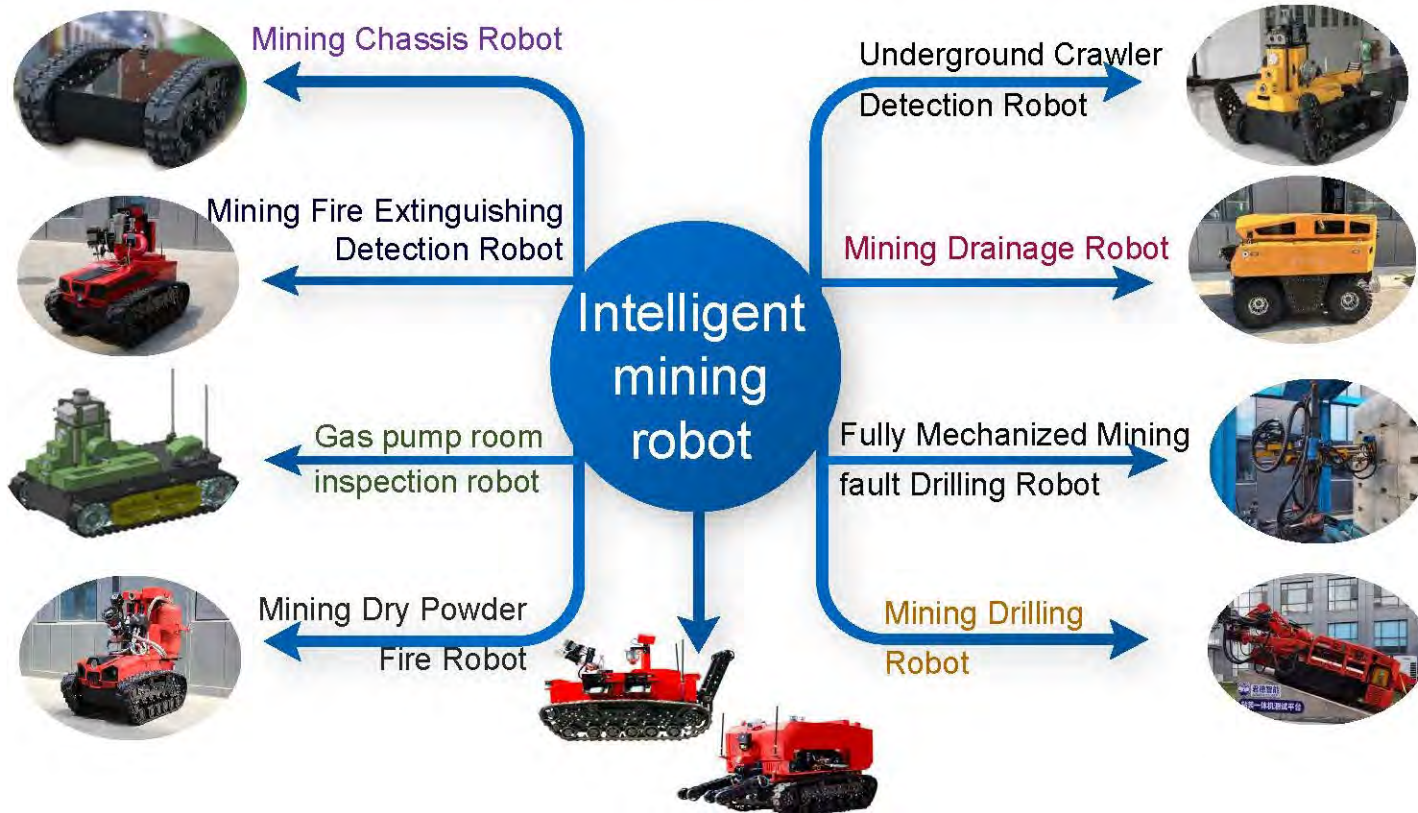 Mining Chassis Robot
Mining Fire Extinguishing
Detection Robot
Gas pump room
inspection robot
Mining Dry Powder
Fire Robot
Intelligent
mining
robot
Underground Crawler
Detection Robot
Mining Drainage Robot
Fully Mechanized Mining
fault Drilling Robot
Mining Drilling
Robot